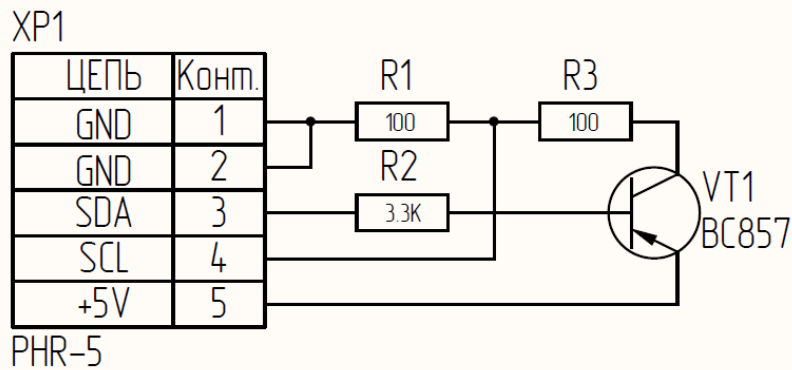 XP1
ЦЕПЬ Конт.
GND 1
GND 2
SDA 3
SCL 4
+5V 5
PHR-5
R1
100
R2
3.3K
R3
100
VT1
BC857